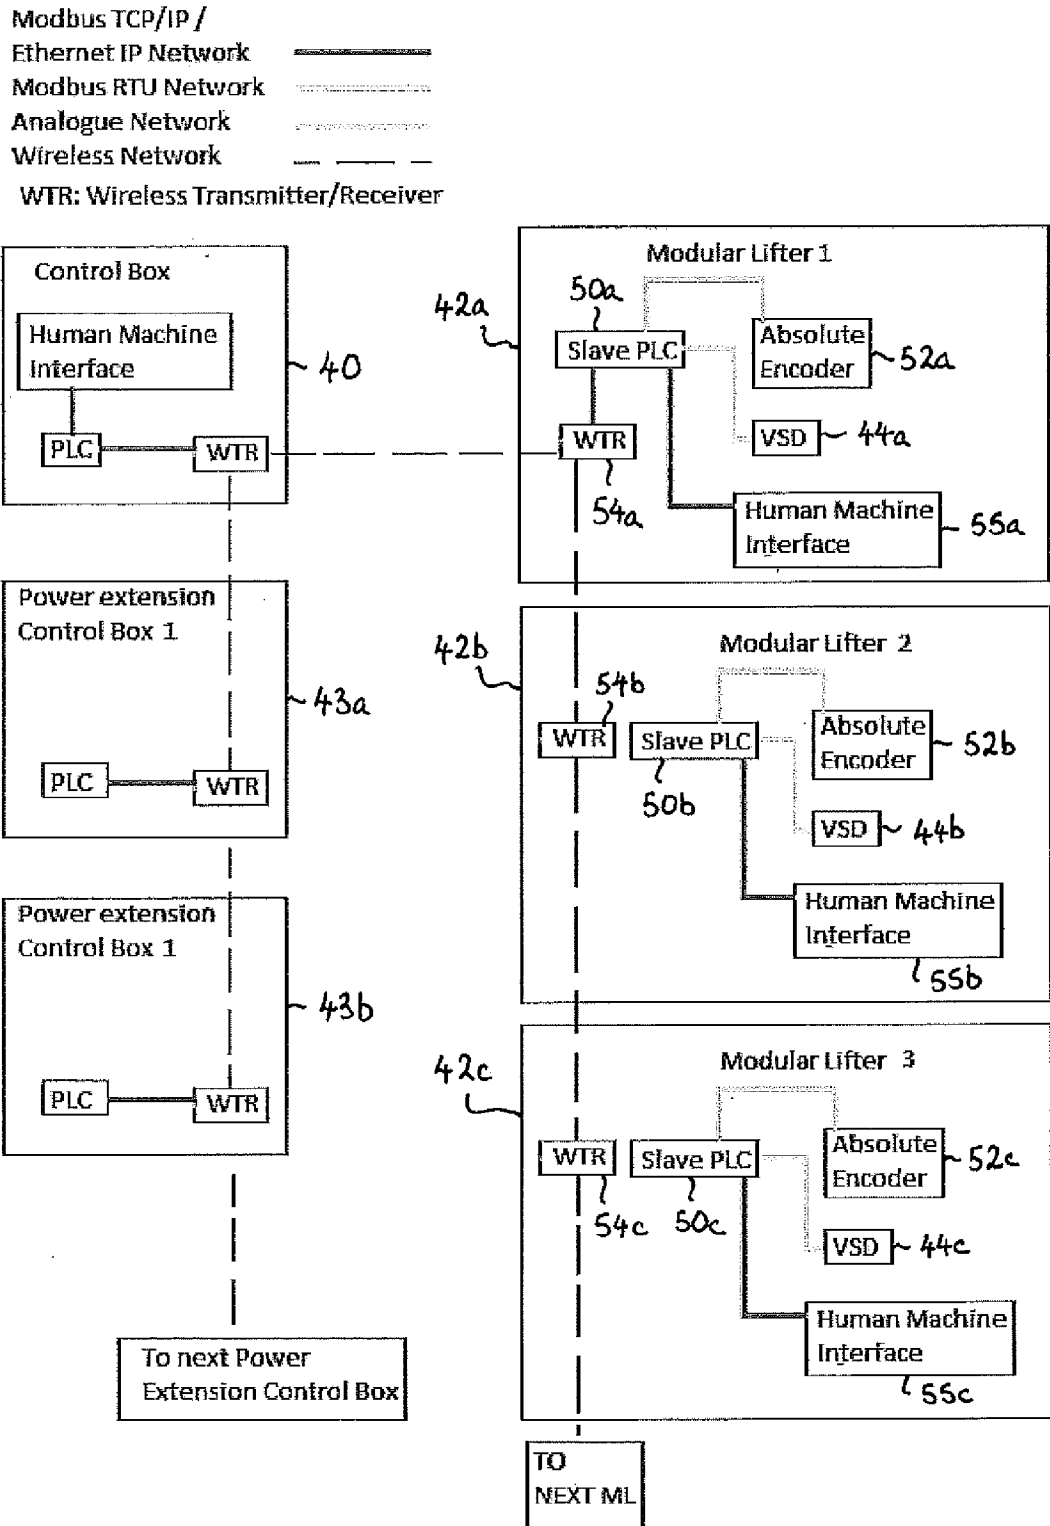 Modbus TCP/IP /
Ethernet IP Network
Modbus RTU Network
Analogue Network
Wireless Network
WTR: Wireless Transmitter/Receiver
Control Box
Human Machine
Interface
PLC
WTR
40
Power extension
Control Box 1
PLC
WTR
43a
Power extension
Control Box 1
PLC
WTR
43b
To next Power
Extension Control Box
Modular Lifter 1
42a
50a
Slave PLC
Absolute
Encoder
52a
WTR
54a
VSD
44a
Human Machine
Interface
55a
Modular Lifter 2
42b
54b
WTR
Slave PLC
50b
Absolute
Encoder
52b
VSD
44b
Human Machine
Interface
55b
Modular Lifter 3
42c
WTR
54c
Slave PLC
50c
Absolute
Encoder
52c
VSD
44c
Human Machine
Interface
55c
TO
NEXT ML